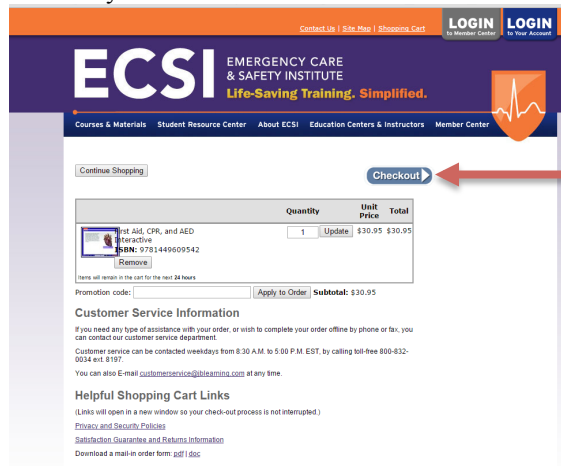 Contact Us | Site Map | Shopping Cart
LOGIN
to Member Center
LOGIN
to Your Account
ECSI
EMERGENCY CARE
& SAFETY INSTITUTE
Life-Saving Training. Simplified.
Courses & Materials Student Resource Center About ECSI Education Centers & Instructors Member Center
Continue Shopping
Checkout
Quantity Unit Price Total
First Aid, CPR, and AED 1 Update $30.95 $30.95
Interactive
ISBN: 9781449609542
Remove
Items will remain in the cart for the next 24 hours
Promotion code: Apply to Order Subtotal: $30.95
Customer Service Information
If you need any type of assistance with your order, or wish to complete your order offline by phone or fax, you
can contact our customer service department.
Customer service can be contacted weekdays from 8:30 A.M. to 5:00 P.M. EST, by calling toll-free 800-832-
0034 ext. 8197.
You can also E-mail customerservice@jblearning.com at any time.
Helpful Shopping Cart Links
(Links will open in a new window so your check-out process is not interrupted.)
Privacy and Security Policies
Satisfaction Guarantee and Returns Information
Download a mail-in order form: pdf | doc